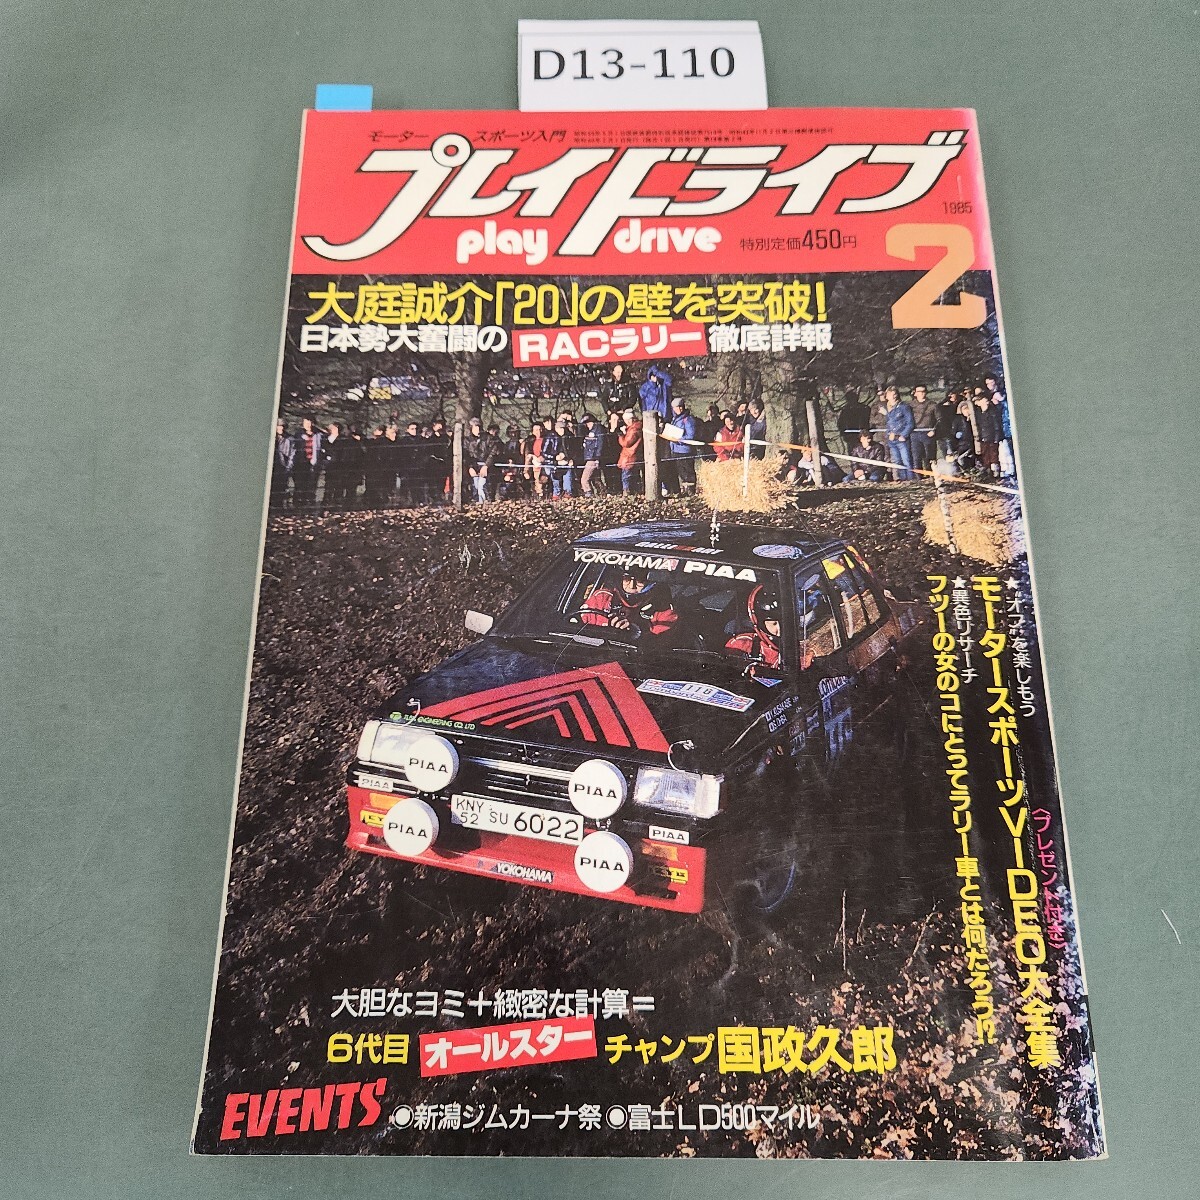 D13-110
モーター スポーツ入門
プレイドライブ
play drive
1985
特別定価450円
2
大庭誠介「20」の壁を突破!
日本勢大奮闘の RACラリー 徹底詳報
YOKOHAMA PIAA
118
PIAA
PIAA
PIAA
PIAA
KNY 52 SU 6022
PIAA
PIAA
YOKOHAMA
★"オフ"を楽しもう
モータースポーツVIDEO大全集
〈プレゼント付き〉
★異色リサーチ
フツーの女のコにとってラリー車とは何だろう!?
大胆なヨミ+緻密な計算=
6代目 オールスター チャンプ 国政久郎
EVENTS ●新潟ジムカーナ祭 ●富士LD500マイル